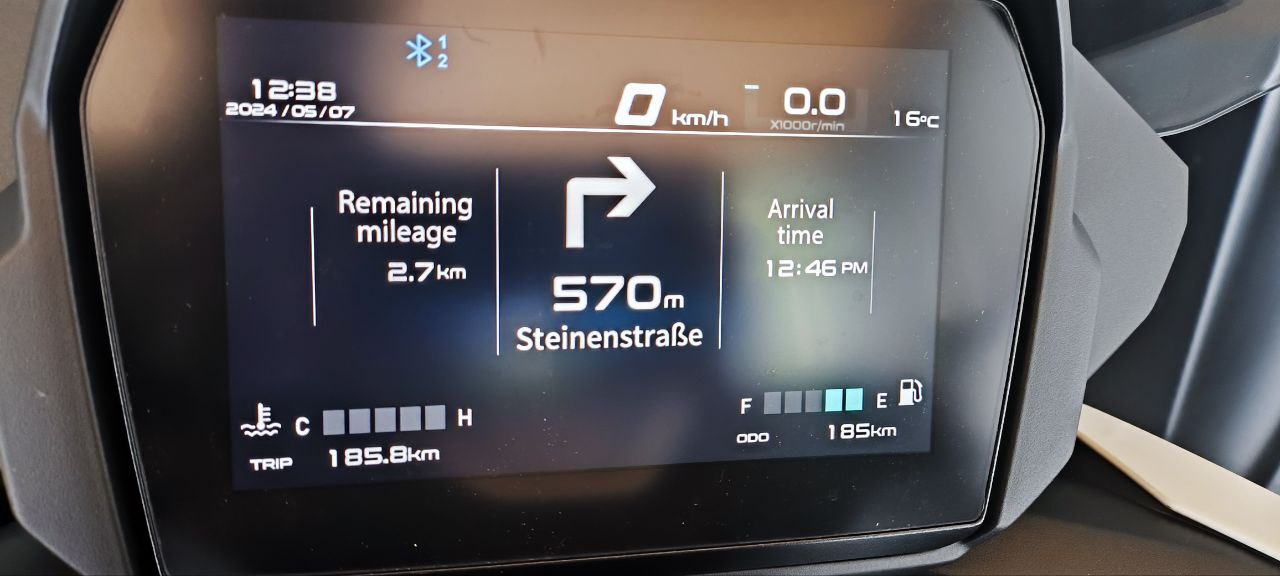 1
2
12:38
2024/05/07
0 km/h
0.0
X1000r/min
16°C
Remaining
mileage
2.7km
570m
Steinenstraße
Arrival
time
12:46 PM
C H
TRIP 185.8km
F E
ODO 185km